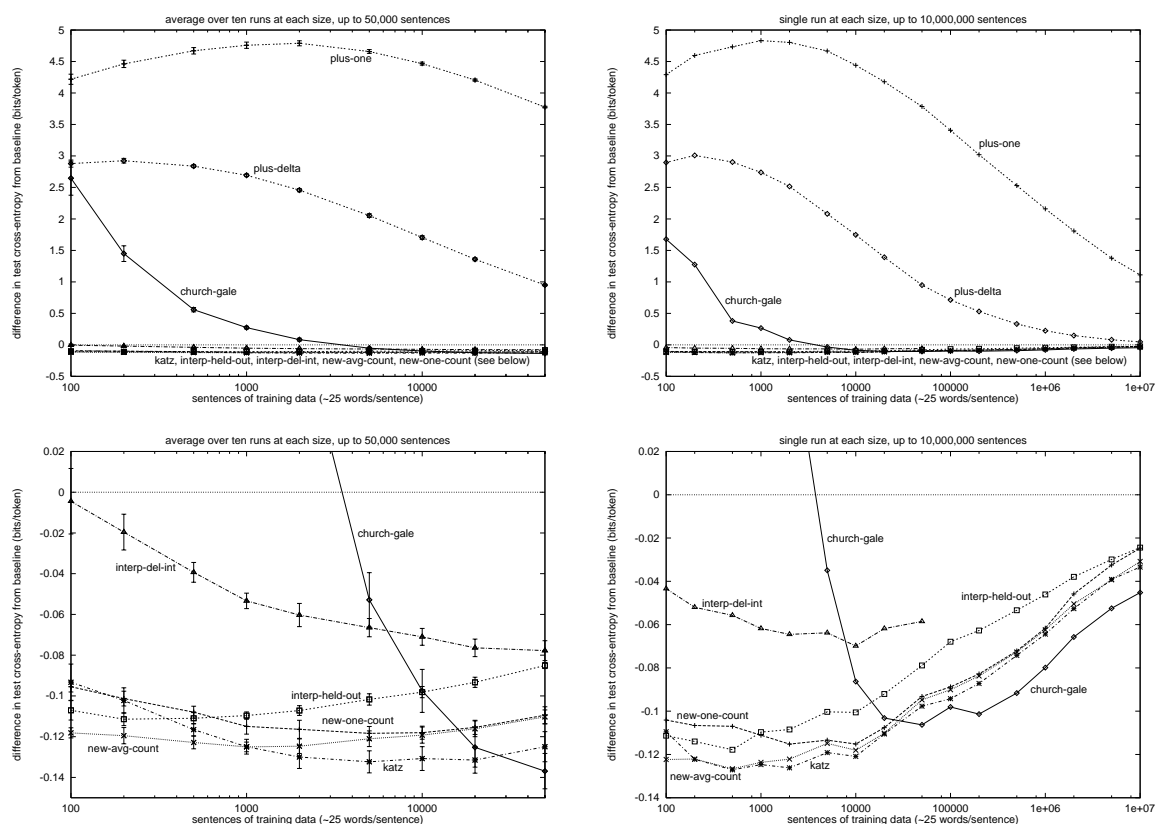 average over ten runs at each size, up to 50,000 sentences
difference in test cross-entropy from baseline (bits/token)
5
4.5
4
3.5
3
2.5
2
1.5
1
0.5
0
-0.5
plus-one
plus-delta
church-gale
katz, interp-held-out, interp-del-int, new-avg-count, new-one-count (see below)
100
1000
10000
sentences of training data (~25 words/sentence)
single run at each size, up to 10,000,000 sentences
difference in test cross-entropy from baseline (bits/token)
5
4.5
4
3.5
3
2.5
2
1.5
1
0.5
0
-0.5
plus-one
plus-delta
church-gale
katz, interp-held-out, interp-del-int, new-avg-count, new-one-count (see below)
100
1000
10000
100000
1e+06
1e+07
sentences of training data (~25 words/sentence)
average over ten runs at each size, up to 50,000 sentences
difference in test cross-entropy from baseline (bits/token)
0.02
0
-0.02
-0.04
-0.06
-0.08
-0.1
-0.12
-0.14
church-gale
interp-del-int
interp-held-out
new-one-count
new-avg-count
katz
100
1000
10000
sentences of training data (~25 words/sentence)
single run at each size, up to 10,000,000 sentences
difference in test cross-entropy from baseline (bits/token)
0.02
0
-0.02
-0.04
-0.06
-0.08
-0.1
-0.12
-0.14
church-gale
interp-del-int
interp-held-out
church-gale
new-one-count
new-avg-count
katz
100
1000
10000
100000
1e+06
1e+07
sentences of training data (~25 words/sentence)